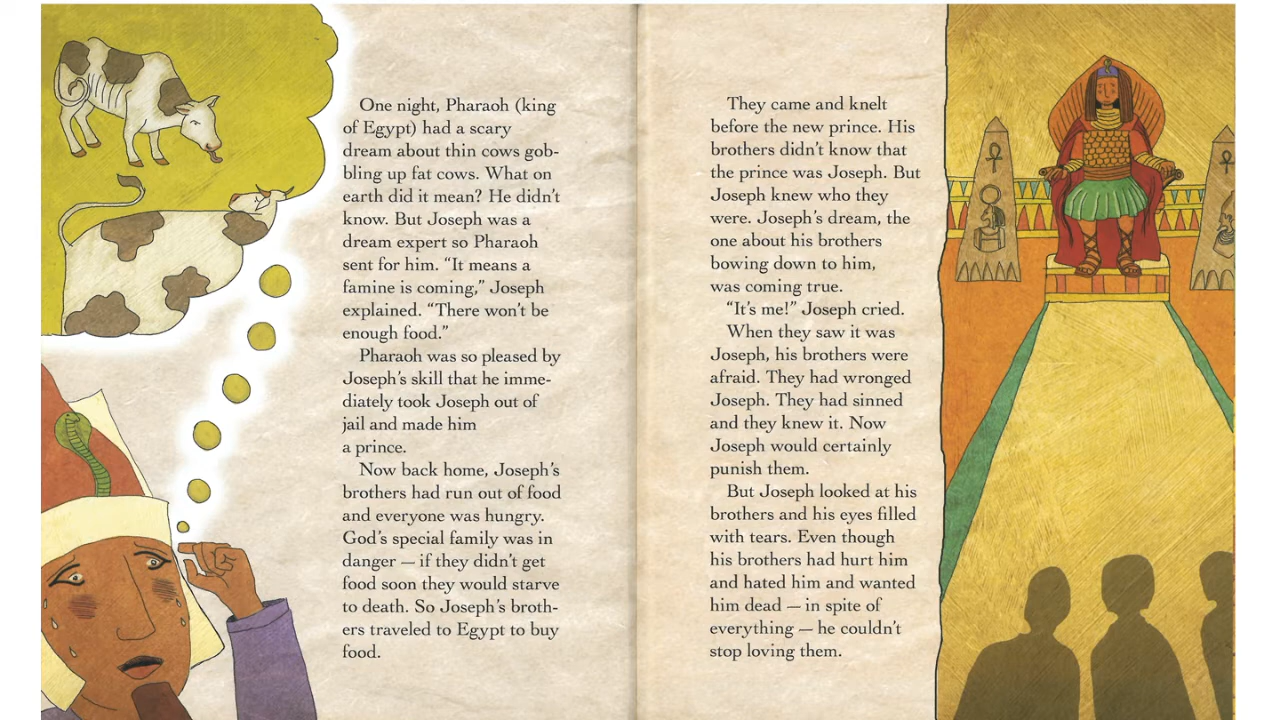 One night, Pharaoh (king
of Egypt) had a scary
dream about thin cows gob-
bling up fat cows. What on
earth did it mean? He didn't
know. But Joseph was a
dream expert so Pharaoh
sent for him. “It means a
famine is coming,” Joseph
explained. “There won't be
enough food.”
Pharaoh was so pleased by
Joseph's skill that he imme-
diately took Joseph out of
jail and made him
a prince.
Now back home, Joseph's
brothers had run out of food
and everyone was hungry.
God's special family was in
danger — if they didn't get
food soon they would starve
to death. So Joseph's broth-
ers traveled to Egypt to buy
food.
They came and knelt
before the new prince. His
brothers didn't know that
the prince was Joseph. But
Joseph knew who they
were. Joseph's dream, the
one about his brothers
bowing down to him,
was coming true.
“It's me!” Joseph cried.
When they saw it was
Joseph, his brothers were
afraid. They had wronged
Joseph. They had sinned
and they knew it. Now
Joseph would certainly
punish them.
But Joseph looked at his
brothers and his eyes filled
with tears. Even though
his brothers had hurt him
and hated him and wanted
him dead — in spite of
everything — he couldn't
stop loving them.